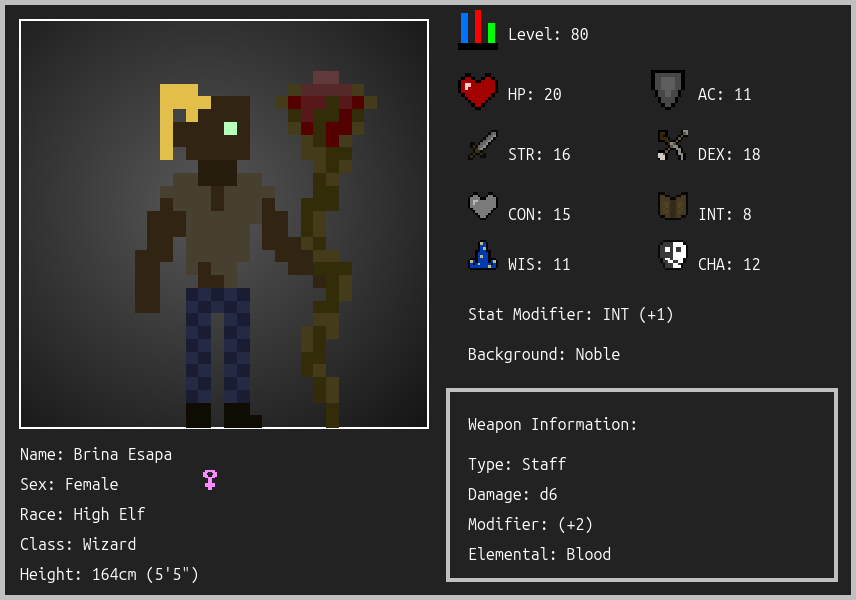 Level: 80
HP: 20
AC: 11
STR: 16
DEX: 18
CON: 15
INT: 8
WIS: 11
CHA: 12
Stat Modifier: INT (+1)
Background: Noble
Weapon Information:
Type: Staff
Damage: d6
Modifier: (+2)
Elemental: Blood
Name: Brina Esapa
Sex: Female
Race: High Elf
Class: Wizard
Height: 164cm (5'5")